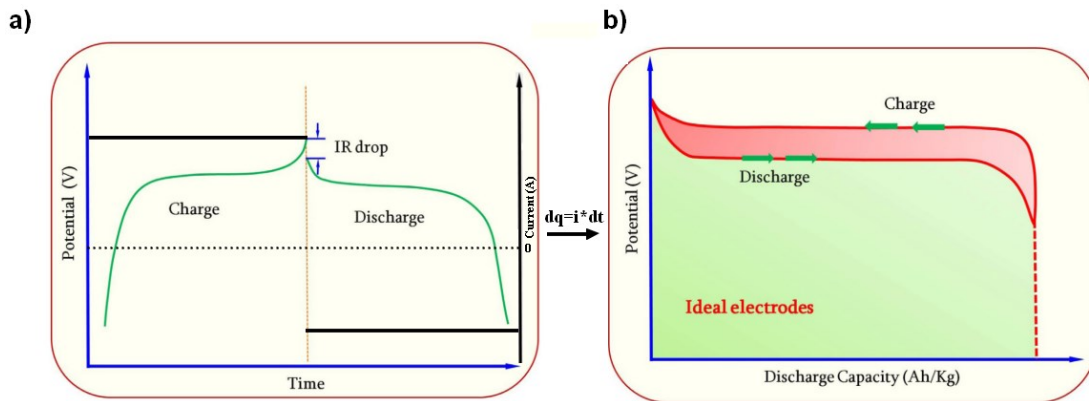 a)
Potential (V)
IR drop
Charge
Discharge
Current (A)
0
Time
dq=i*dt
b)
Potential (V)
Charge
Discharge
Ideal electrodes
Discharge Capacity (Ah/Kg)